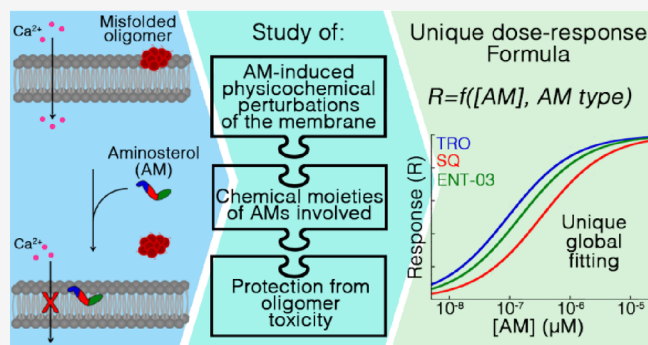 Ca²⁺
Misfolded
oligomer
Aminosterol
(AM)
Ca²⁺
Study of:
AM-induced
physicochemical
perturbations
of the membrane
Chemical moieties
of AMs involved
Protection from
oligomer
toxicity
Unique dose-response
Formula
R=f([AM], AM type)
Response (R)
TRO
SQ
ENT-03
Unique
global
fitting
10⁻⁸ 10⁻⁷ 10⁻⁶ 10⁻⁵
[AM] (µM)